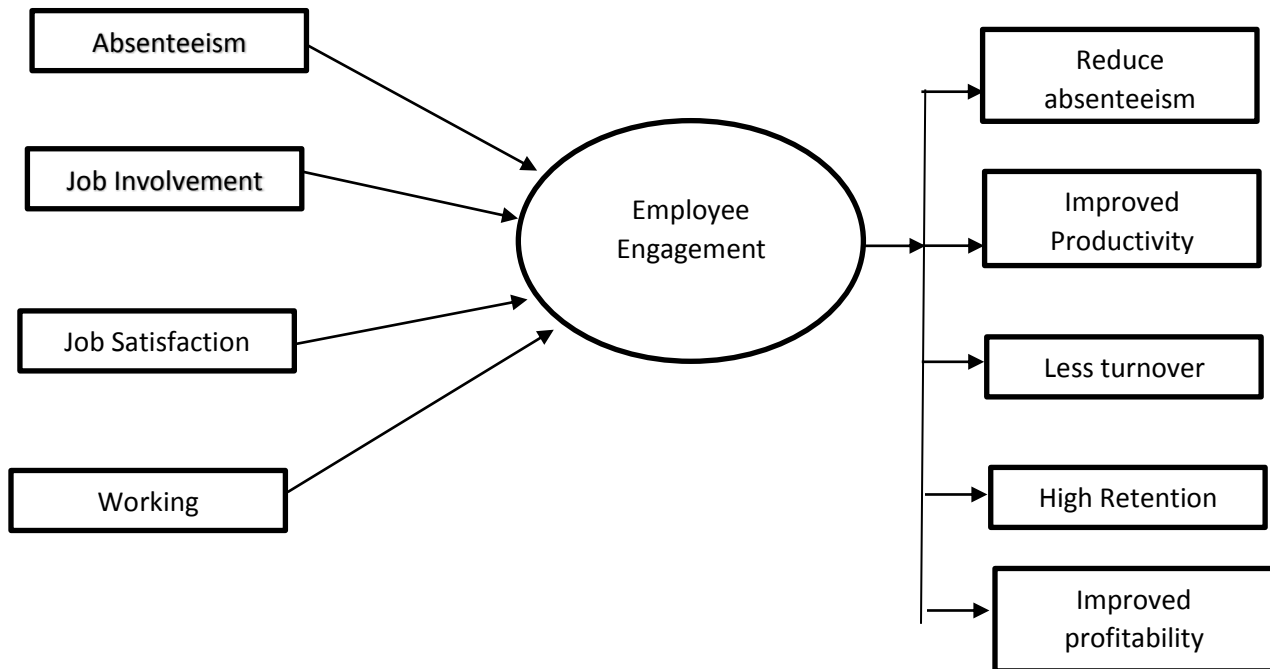 Absenteeism
Job Involvement
Job Satisfaction
Working
Employee
Engagement
Reduce
absenteeism
Improved
Productivity
Less turnover
High Retention
Improved
profitability